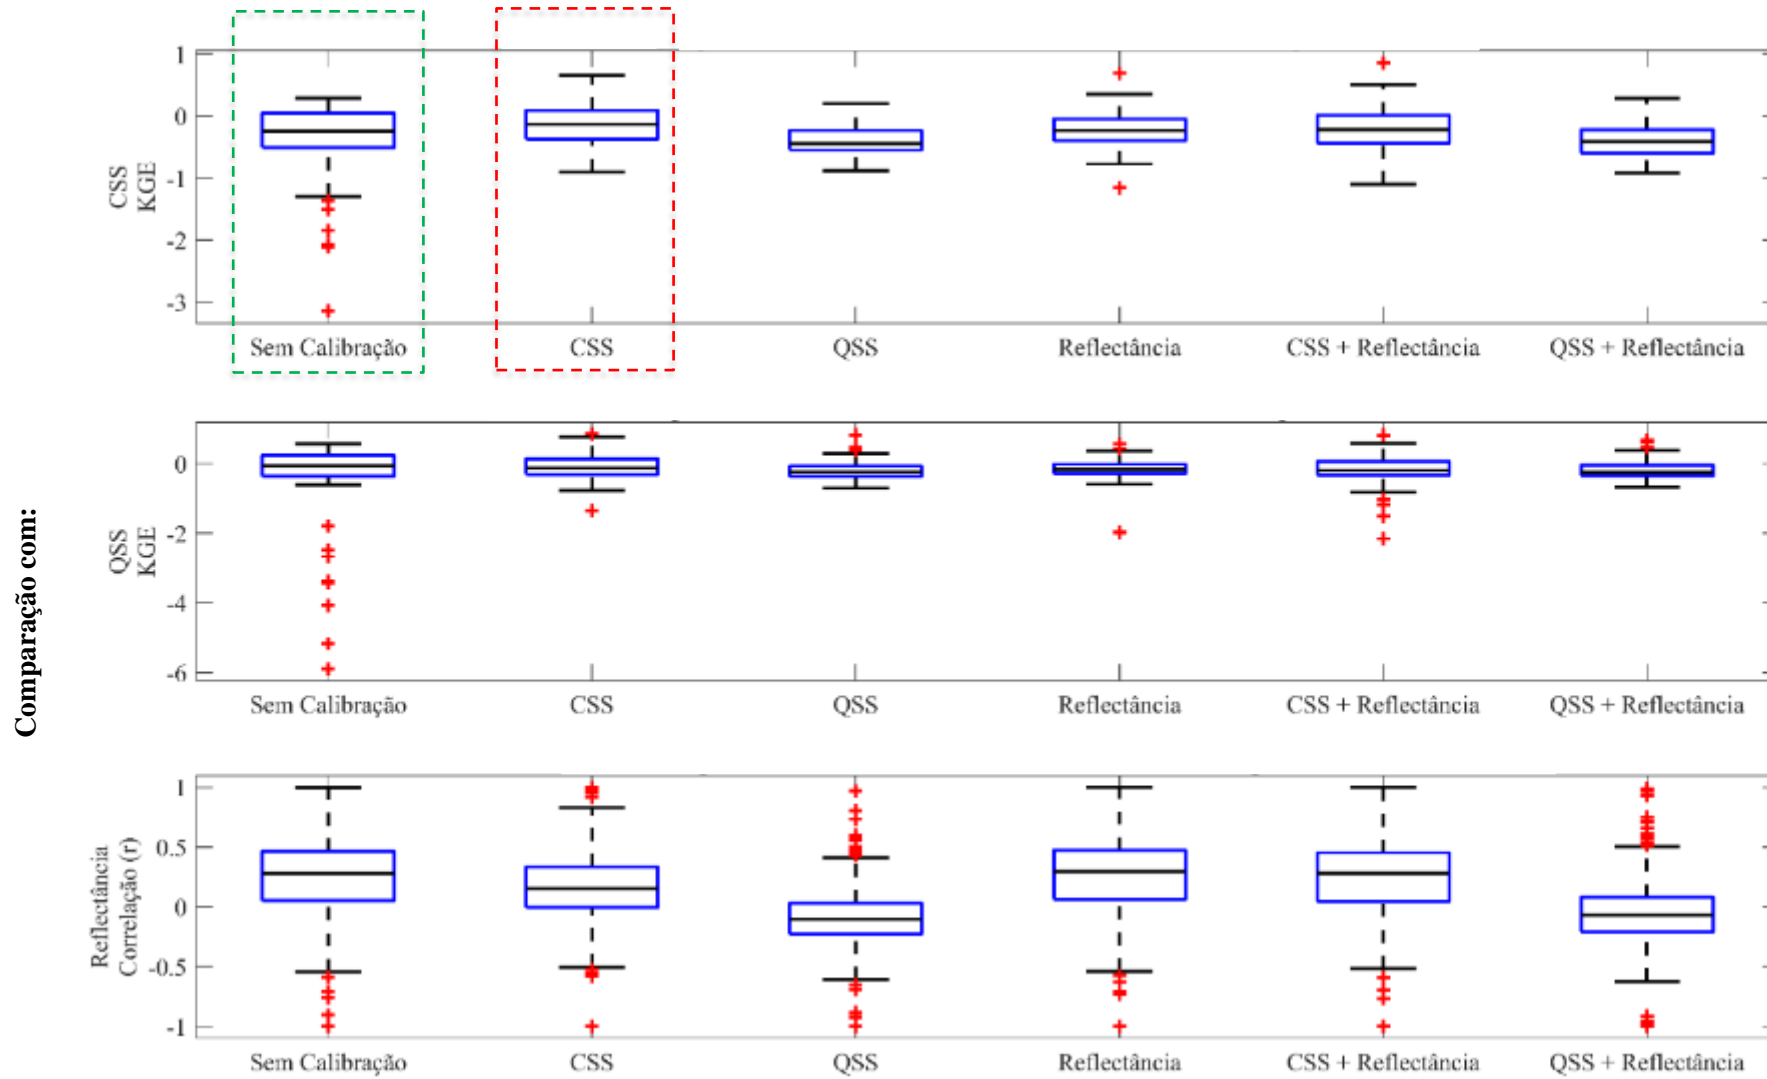 Comparação com:
CSS
KGE
1
0
-1
-2
-3
Sem Calibração CSS QSS Reflectância CSS + Reflectância QSS + Reflectância
QSS
KGE
0
-2
-4
-6
Sem Calibração CSS QSS Reflectância CSS + Reflectância QSS + Reflectância
Reflectância
Correlação (r)
1
0.5
0
-0.5
-1
Sem Calibração CSS QSS Reflectância CSS + Reflectância QSS + Reflectância